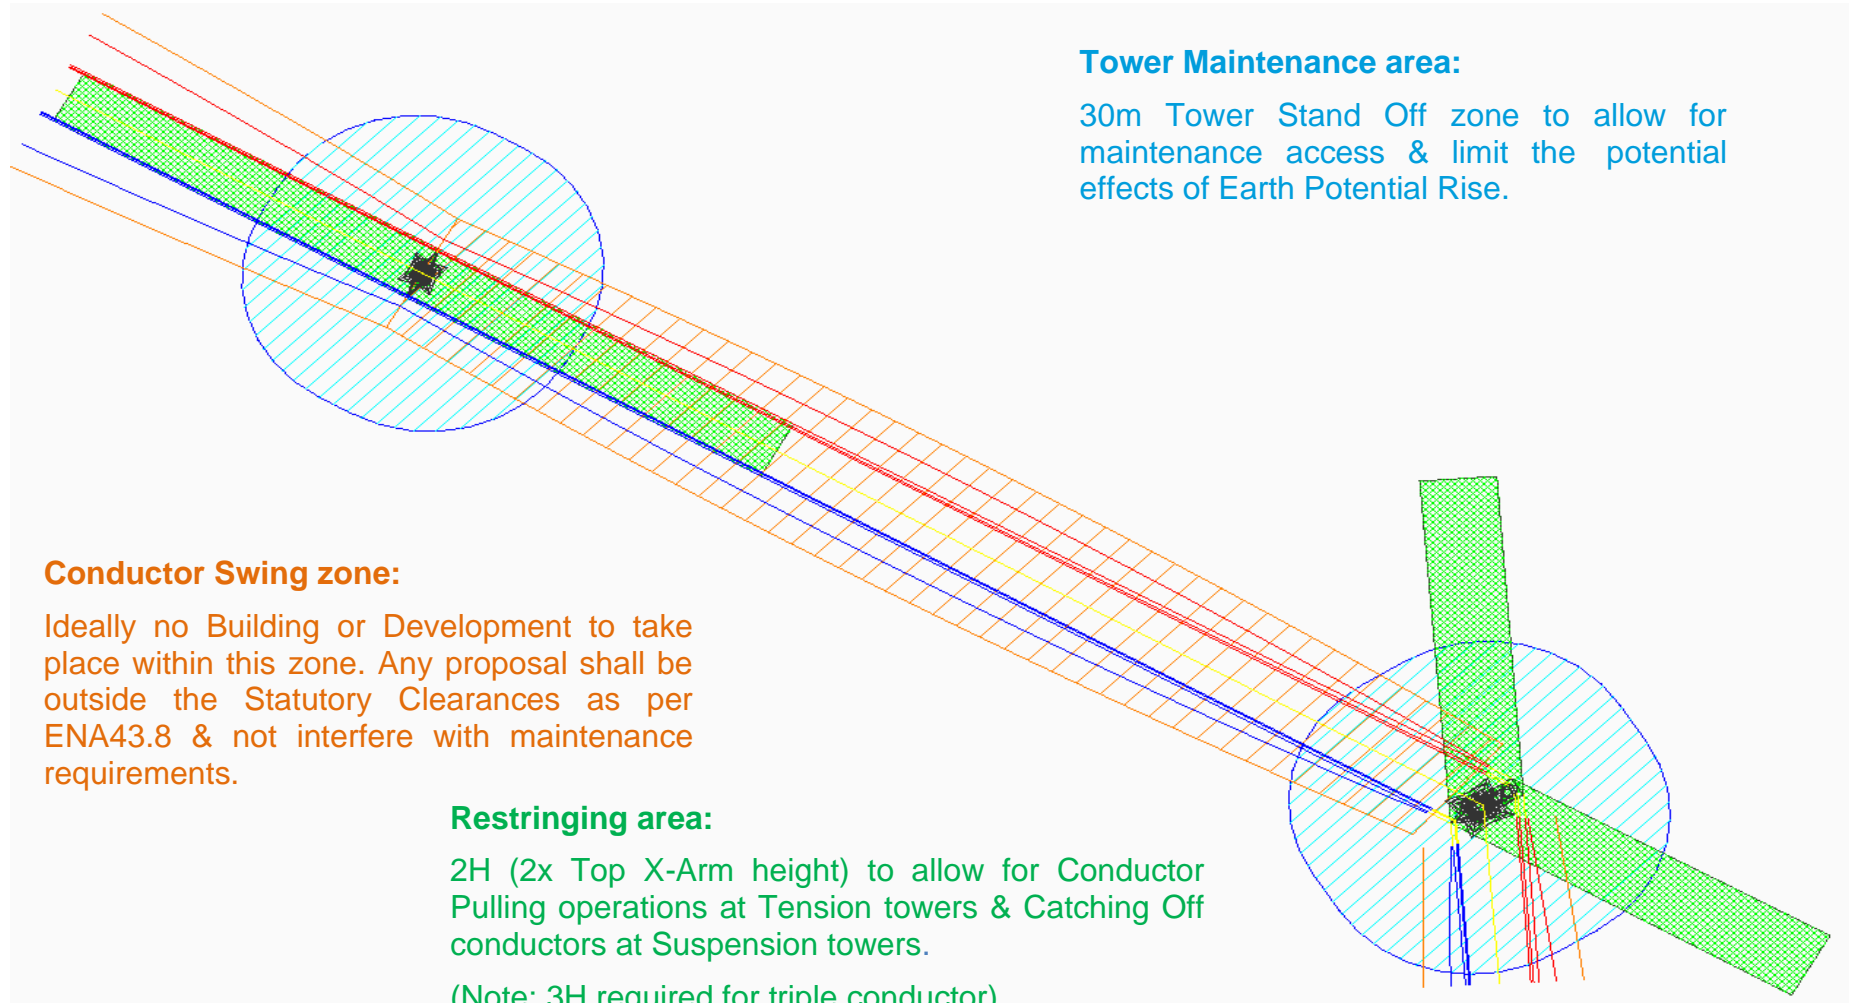 Tower Maintenance area:
30m Tower Stand Off zone to allow for
maintenance access & limit the potential
effects of Earth Potential Rise.
Conductor Swing zone:
Ideally no Building or Development to take
place within this zone. Any proposal shall be
outside the Statutory Clearances as per
ENA43.8 & not interfere with maintenance
requirements.
Restringing area:
2H (2x Top X-Arm height) to allow for Conductor
Pulling operations at Tension towers & Catching Off
conductors at Suspension towers.
(Note: 3H required for triple conductor)